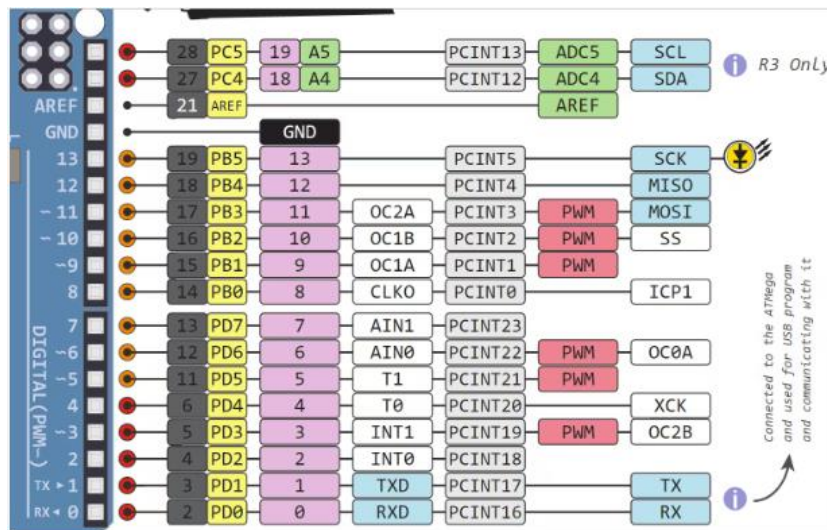 28 PC5 19 A5 PCINT13 ADC5 SCL R3 Only
27 PC4 18 A4 PCINT12 ADC4 SDA
AREF 21 AREF AREF
GND GND
13 19 PB5 13 PCINT5 SCK
12 18 PB4 12 PCINT4 MISO
~11 17 PB3 11 OC2A PCINT3 PWM MOSI
~10 16 PB2 10 OC1B PCINT2 PWM SS
~9 15 PB1 9 OC1A PCINT1 PWM
8 14 PB0 8 CLKO PCINT0 ICP1
7 13 PD7 7 AIN1 PCINT23
~6 12 PD6 6 AIN0 PCINT22 PWM OC0A
~5 11 PD5 5 T1 PCINT21 PWM
4 6 PD4 4 T0 PCINT20 XCK
~3 5 PD3 3 INT1 PCINT19 PWM OC2B
2 4 PD2 2 INT0 PCINT18
TX ▸ 1 3 PD1 1 TXD PCINT17 TX
RX ◂ 0 2 PD0 0 RXD PCINT16 RX
DIGITAL(PWM~)
Connected to the ATMega
and used for USB program
and communicating with it